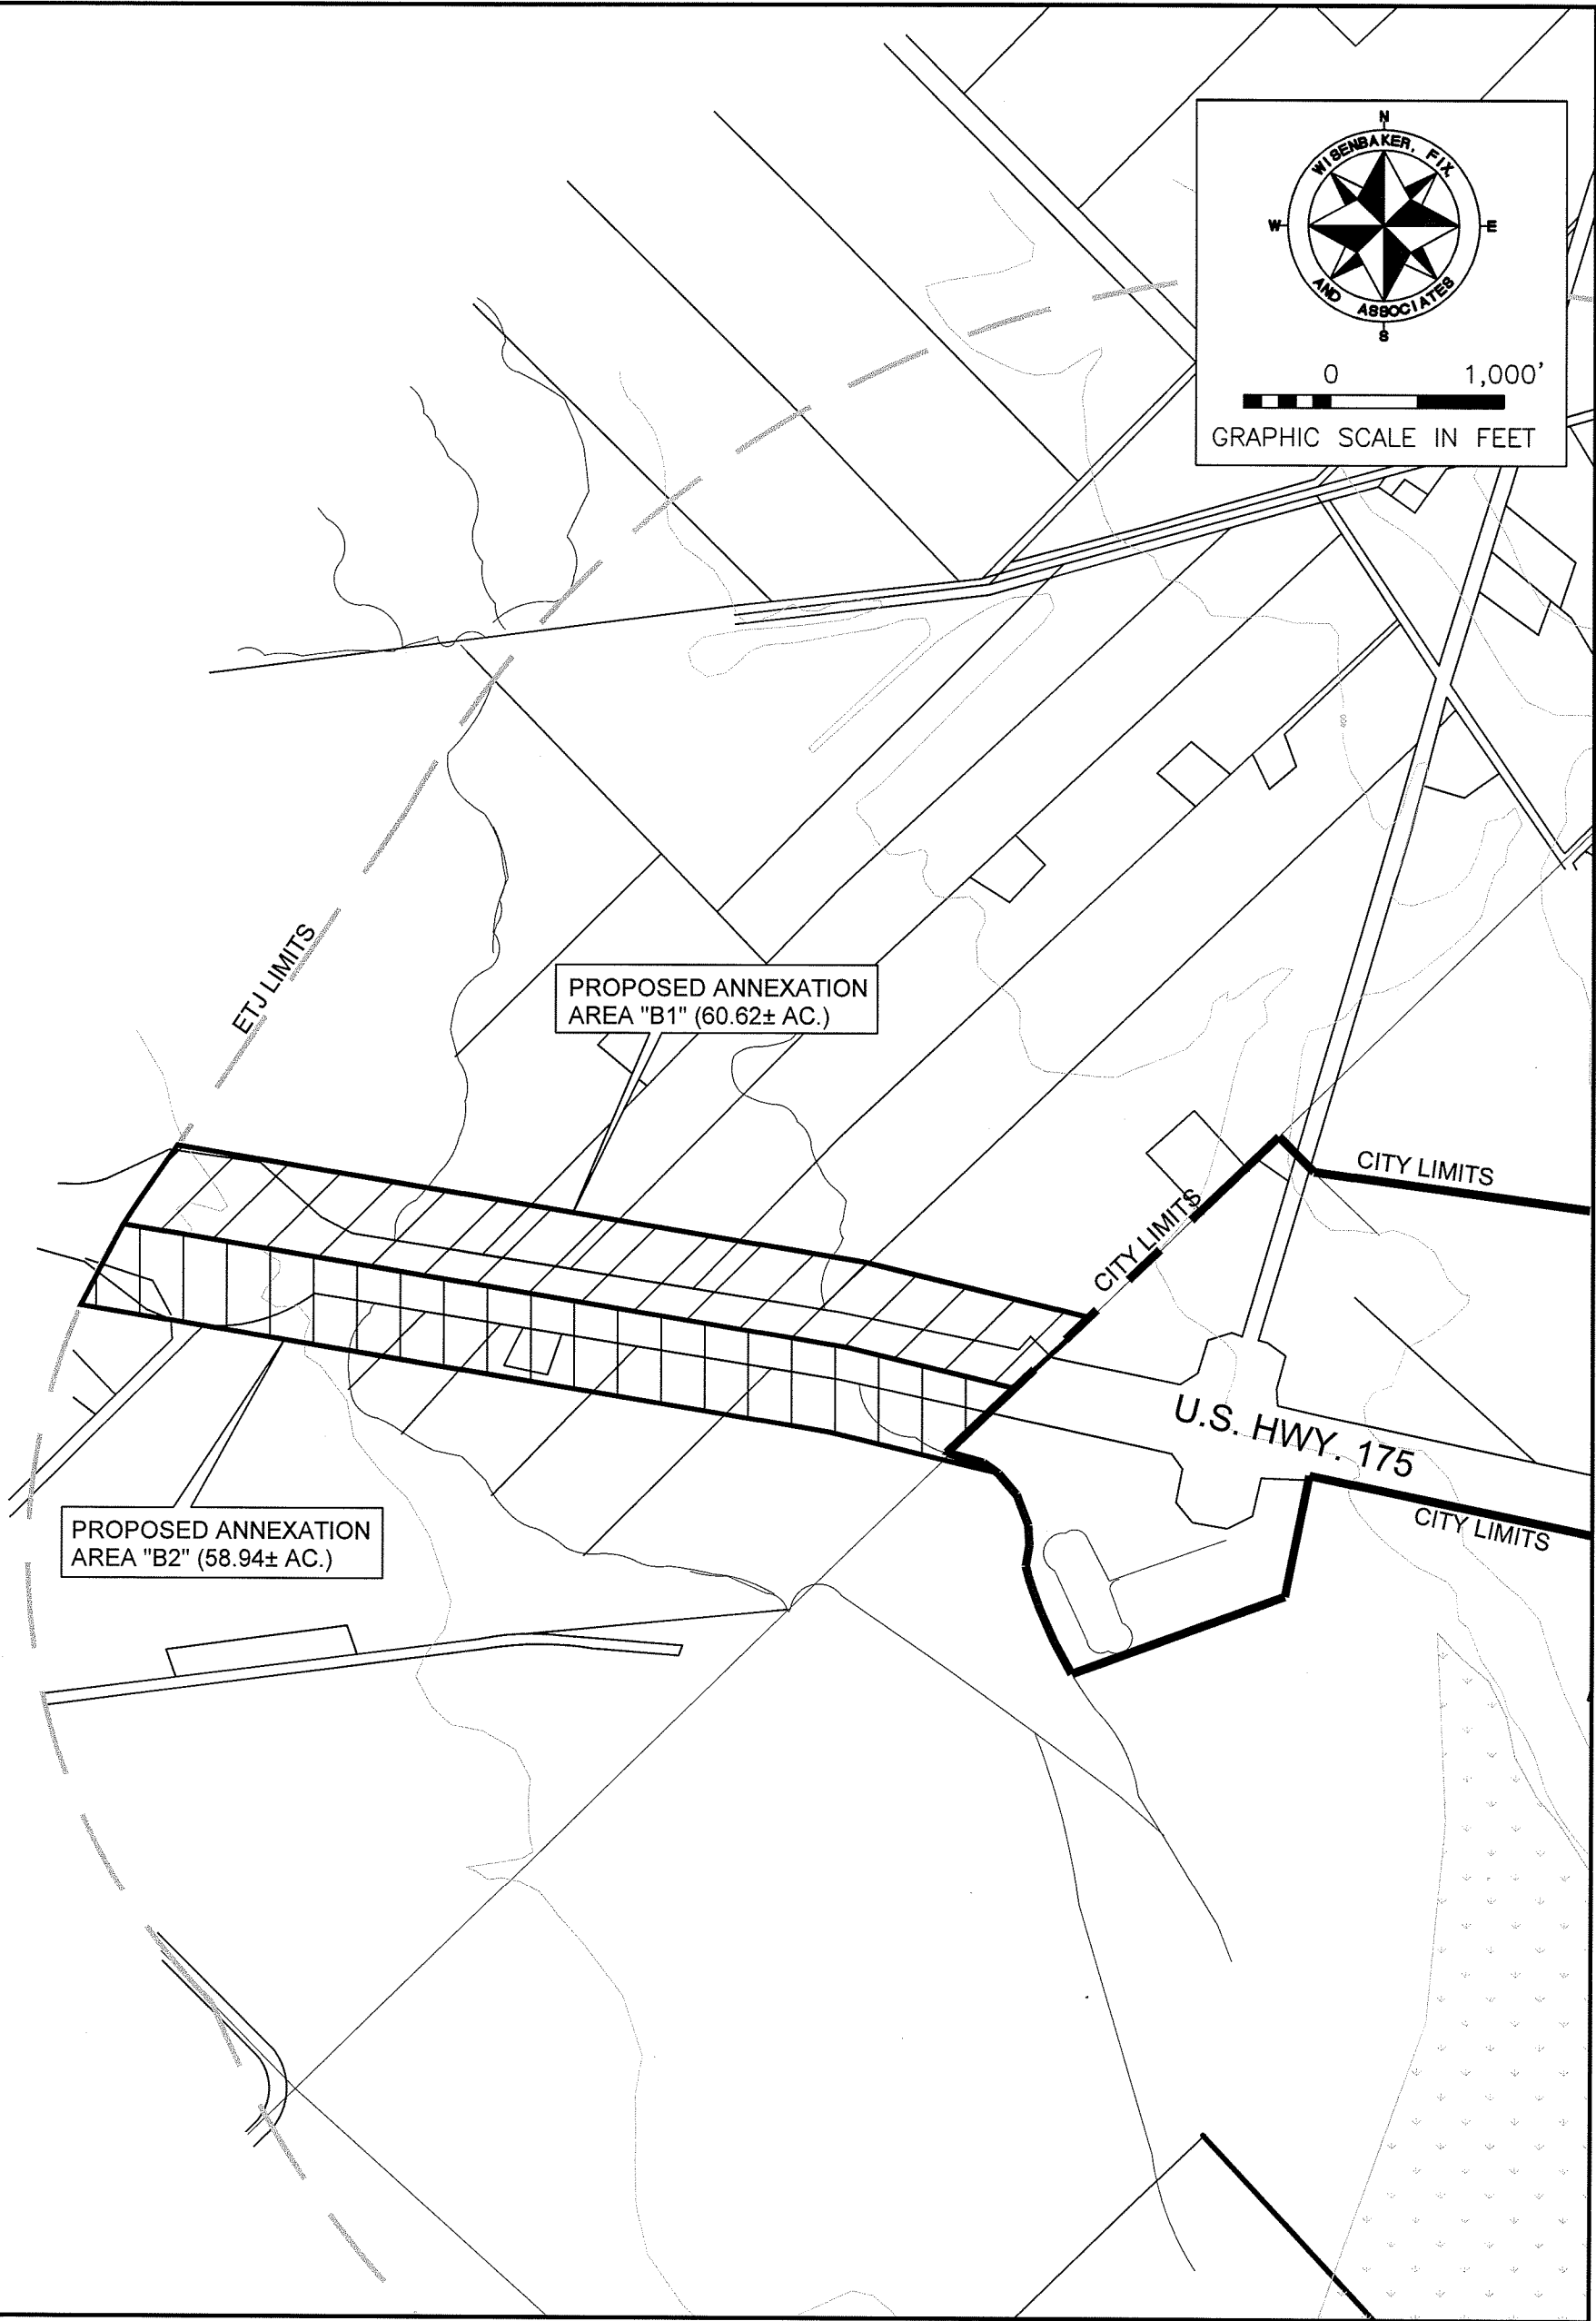 N
WISENBAKER, FIX,
W
E
AND ASSOCIATES
S
0 1,000'
GRAPHIC SCALE IN FEET
ETJ LIMITS
PROPOSED ANNEXATION
AREA "B1" (60.62± AC.)
CITY LIMITS
CITY LIMITS
U.S. HWY. 175
CITY LIMITS
PROPOSED ANNEXATION
AREA "B2" (58.94± AC.)